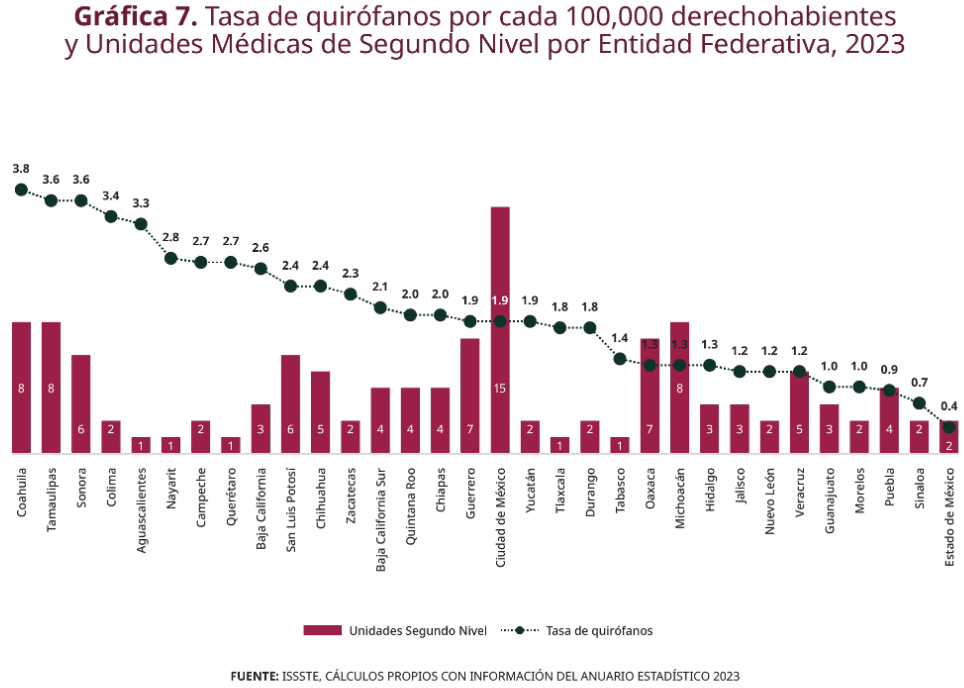 Gráfica 7. Tasa de quirófanos por cada 100,000 derechohabientes
y Unidades Médicas de Segundo Nivel por Entidad Federativa, 2023
3.8 3.6 3.6 3.4 3.3 2.8 2.7 2.7 2.6 2.4 2.4 2.3 2.1 2.0 2.0 1.9 1.9 1.9 1.8 1.8 1.4 1.3 1.3 1.3 1.2 1.2 1.2 1.0 1.0 0.9 0.7 0.4
8 8 6 2 1 1 2 1 3 6 5 2 4 4 4 7 15 2 1 2 1 7 8 3 3 2 5 3 2 4 2 2
Coahuila
Tamaulipas
Sonora
Colima
Aguascalientes
Nayarit
Campeche
Querétaro
Baja California
San Luis Potosí
Chihuahua
Zacatecas
Baja California Sur
Quintana Roo
Chiapas
Guerrero
Ciudad de México
Yucatán
Tlaxcala
Durango
Tabasco
Oaxaca
Michoacán
Hidalgo
Jalisco
Nuevo León
Veracruz
Guanajuato
Morelos
Puebla
Sinaloa
Estado de México
Unidades Segundo Nivel Tasa de quirófanos
FUENTE: ISSSTE, CÁLCULOS PROPIOS CON INFORMACIÓN DEL ANUARIO ESTADÍSTICO 2023